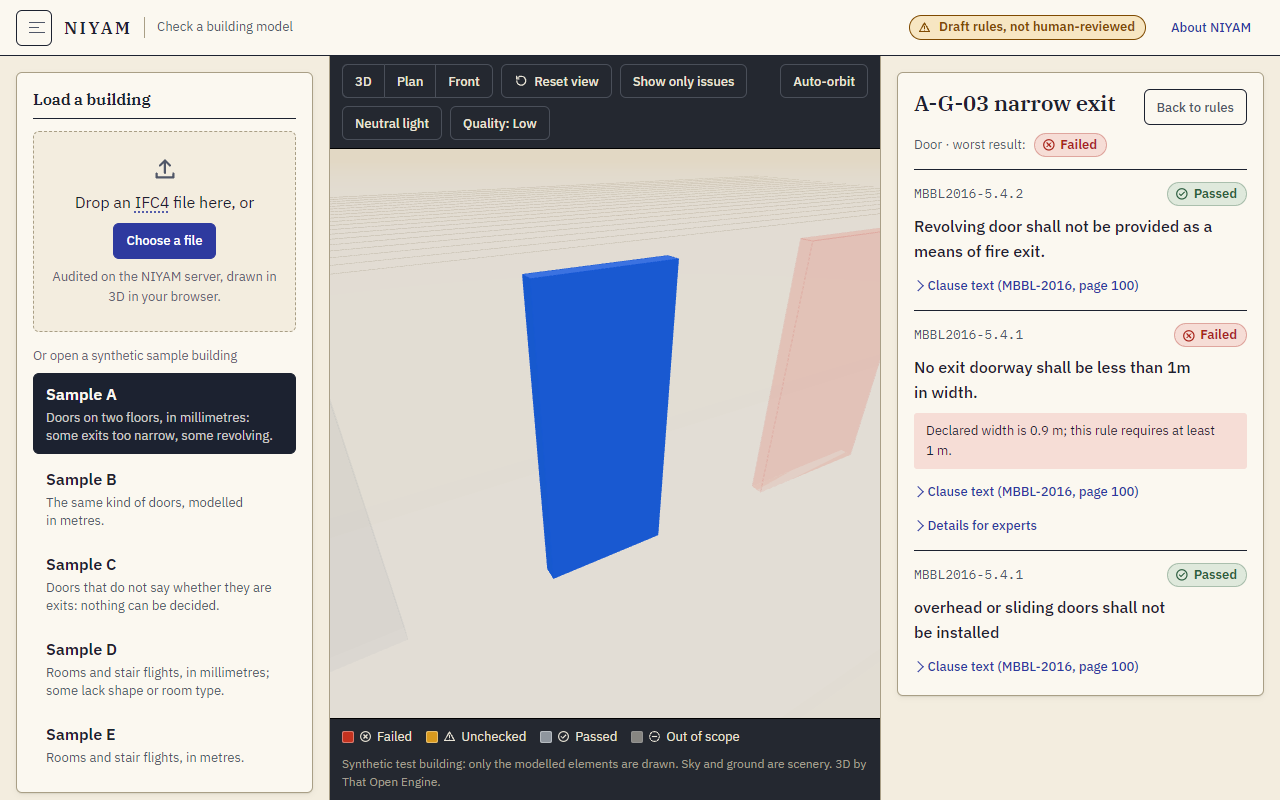 NIYAM
Check a building model
Draft rules, not human-reviewed
About NIYAM
Load a building
Drop an IFC4 file here, or
Choose a file
Audited on the NIYAM server, drawn in
3D in your browser.
Or open a synthetic sample building
Sample A
Doors on two floors, in millimetres:
some exits too narrow, some revolving.
Sample B
The same kind of doors, modelled
in metres.
Sample C
Doors that do not say whether they are
exits: nothing can be decided.
Sample D
Rooms and stair flights, in millimetres;
some lack shape or room type.
Sample E
Rooms and stair flights, in metres.
3D Plan Front Reset view Show only issues Auto-orbit
Neutral light Quality: Low
Failed Unchecked Passed Out of scope
Synthetic test building: only the modelled elements are drawn. Sky and ground are scenery. 3D by
That Open Engine.
A-G-03 narrow exit
Back to rules
Door · worst result: Failed
MBBL2016-5.4.2 Passed
Revolving door shall not be provided as a
means of fire exit.
Clause text (MBBL-2016, page 100)
MBBL2016-5.4.1 Failed
No exit doorway shall be less than 1m
in width.
Declared width is 0.9 m; this rule requires at least
1 m.
Clause text (MBBL-2016, page 100)
Details for experts
MBBL2016-5.4.1 Passed
overhead or sliding doors shall not
be installed
Clause text (MBBL-2016, page 100)